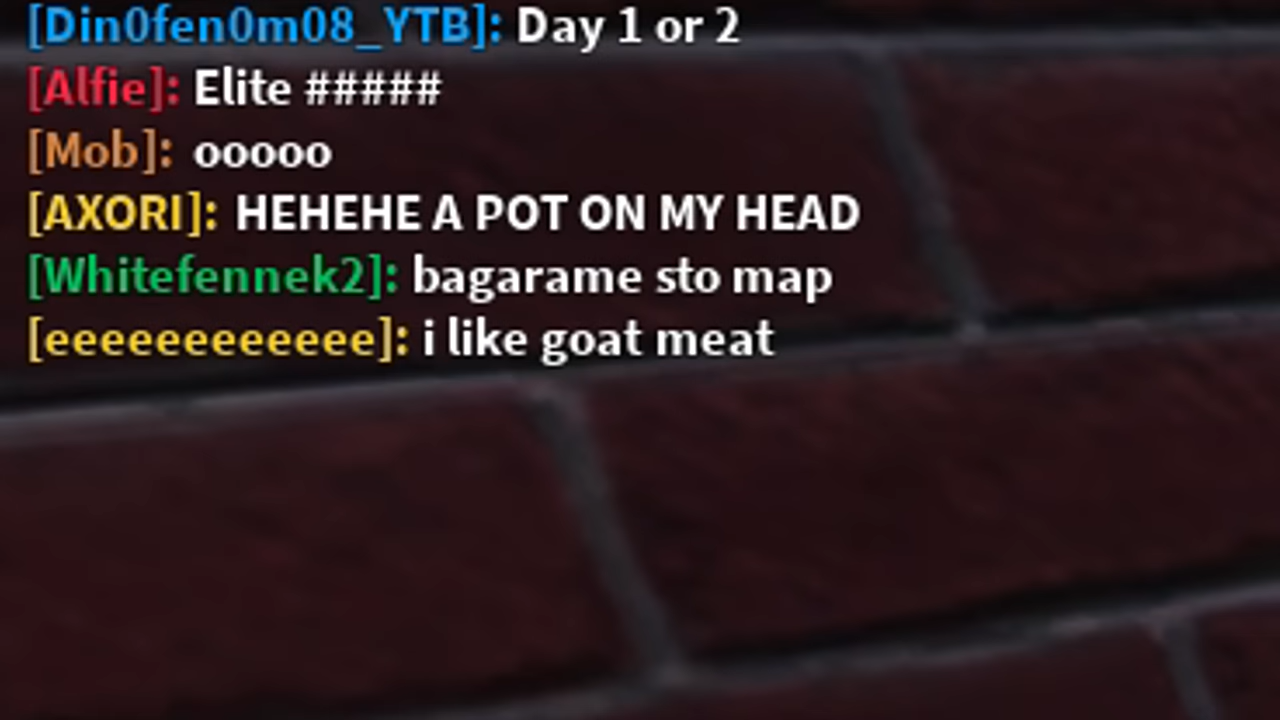 [Din0fen0m08_YTB]: Day 1 or 2
[Alfie]: Elite #####
[Mob]: ooooo
[AXORI]: HEHEHE A POT ON MY HEAD
[Whitefennek2]: bagarame sto map
[eeeeeeeeeeee]: i like goat meat